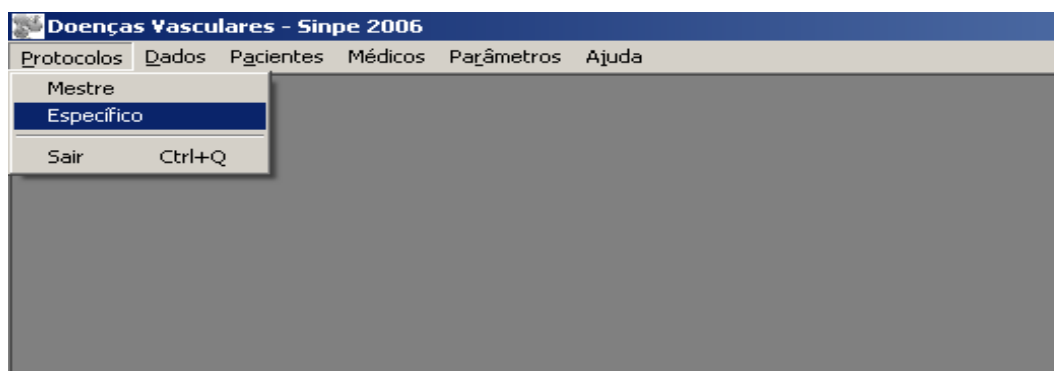 Doenças Vasculares - Sinpe 2006
Protocolos Dados Pacientes Médicos Parâmetros Ajuda
Mestre
Específico
Sair Ctrl+Q